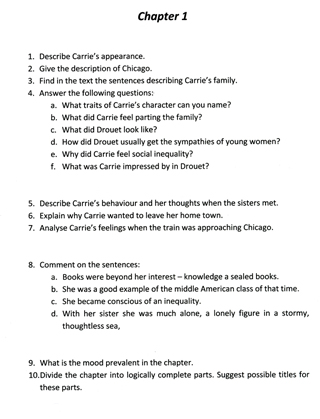 Chapter 1
1. Describe Carrie's appearance.
2. Give the description of Chicago.
3. Find in the text the sentences describing Carrie's family.
4. Answer the following questions:
a. What traits of Carrie's character can you name?
b. What did Carrie feel parting the family?
c. What did Drouet look like?
d. How did Drouet usually get the sympathies of young women?
e. Why did Carrie feel social inequality?
f. What was Carrie impressed by in Drouet?
5. Describe Carrie's behaviour and her thoughts when the sisters met.
6. Explain why Carrie wanted to leave her home town.
7. Analyse Carrie's feelings when the train was approaching Chicago.
8. Comment on the sentences:
a. Books were beyond her interest – knowledge a sealed books.
b. She was a good example of the middle American class of that time.
c. She became conscious of an inequality.
d. With her sister she was much alone, a lonely figure in a stormy,
thoughtless sea,
9. What is the mood prevalent in the chapter.
10.Divide the chapter into logically complete parts. Suggest possible titles for
these parts.